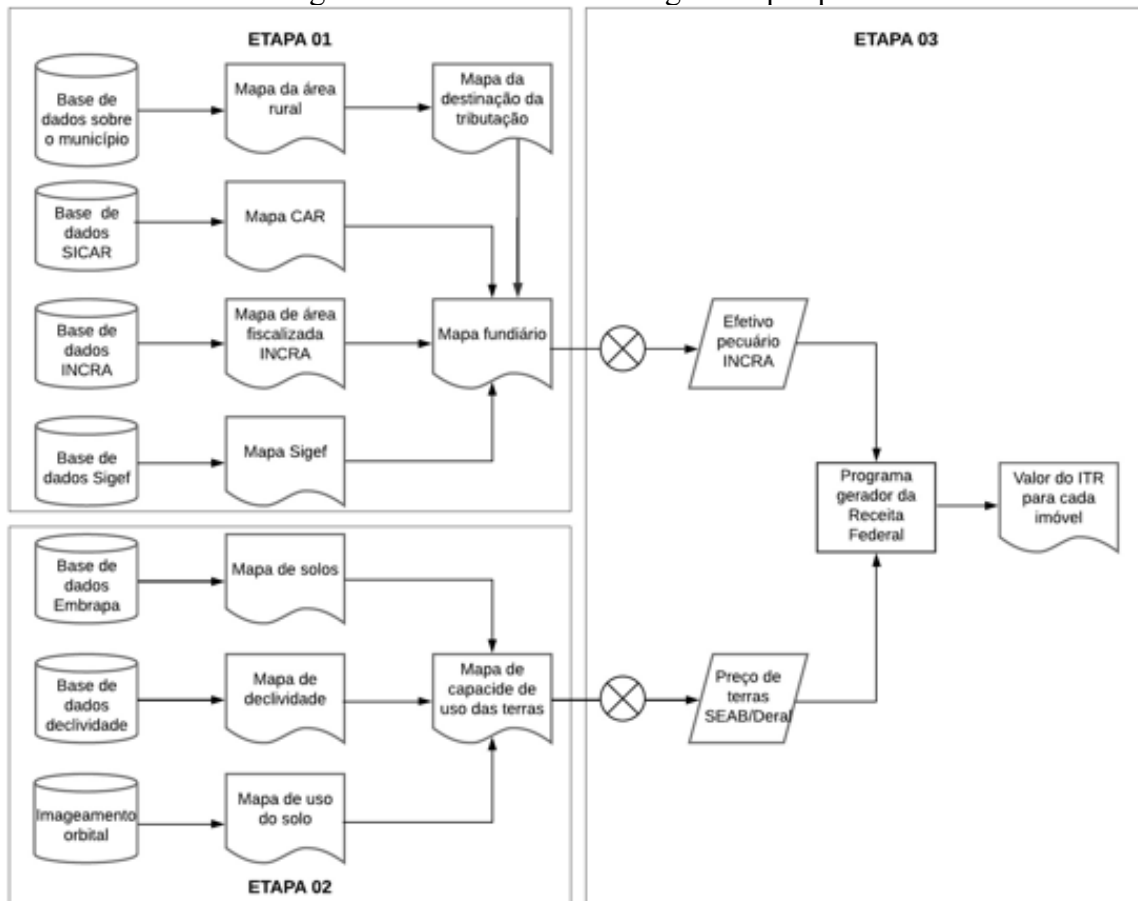 ETAPA 01
Base de
dados sobre
o município
Mapa da área
rural
Mapa da
destinação da
tributação
Base de
dados
SICAR
Mapa CAR
Base de
dados
INCRA
Mapa de área
fiscalizada
INCRA
Mapa fundiário
Base de
dados Sigef
Mapa Sigef
Base de
dados
Embrapa
Mapa de solos
Base de
dados
declividade
Mapa de
declividade
Mapa de
capacide de
uso das terras
Imageamento
orbital
Mapa de uso
do solo
ETAPA 02
ETAPA 03
Efetivo
pecuário
INCRA
Programa
gerador da
Receita
Federal
Valor do ITR
para cada
imóvel
Preço de
terras
SEAB/Deral